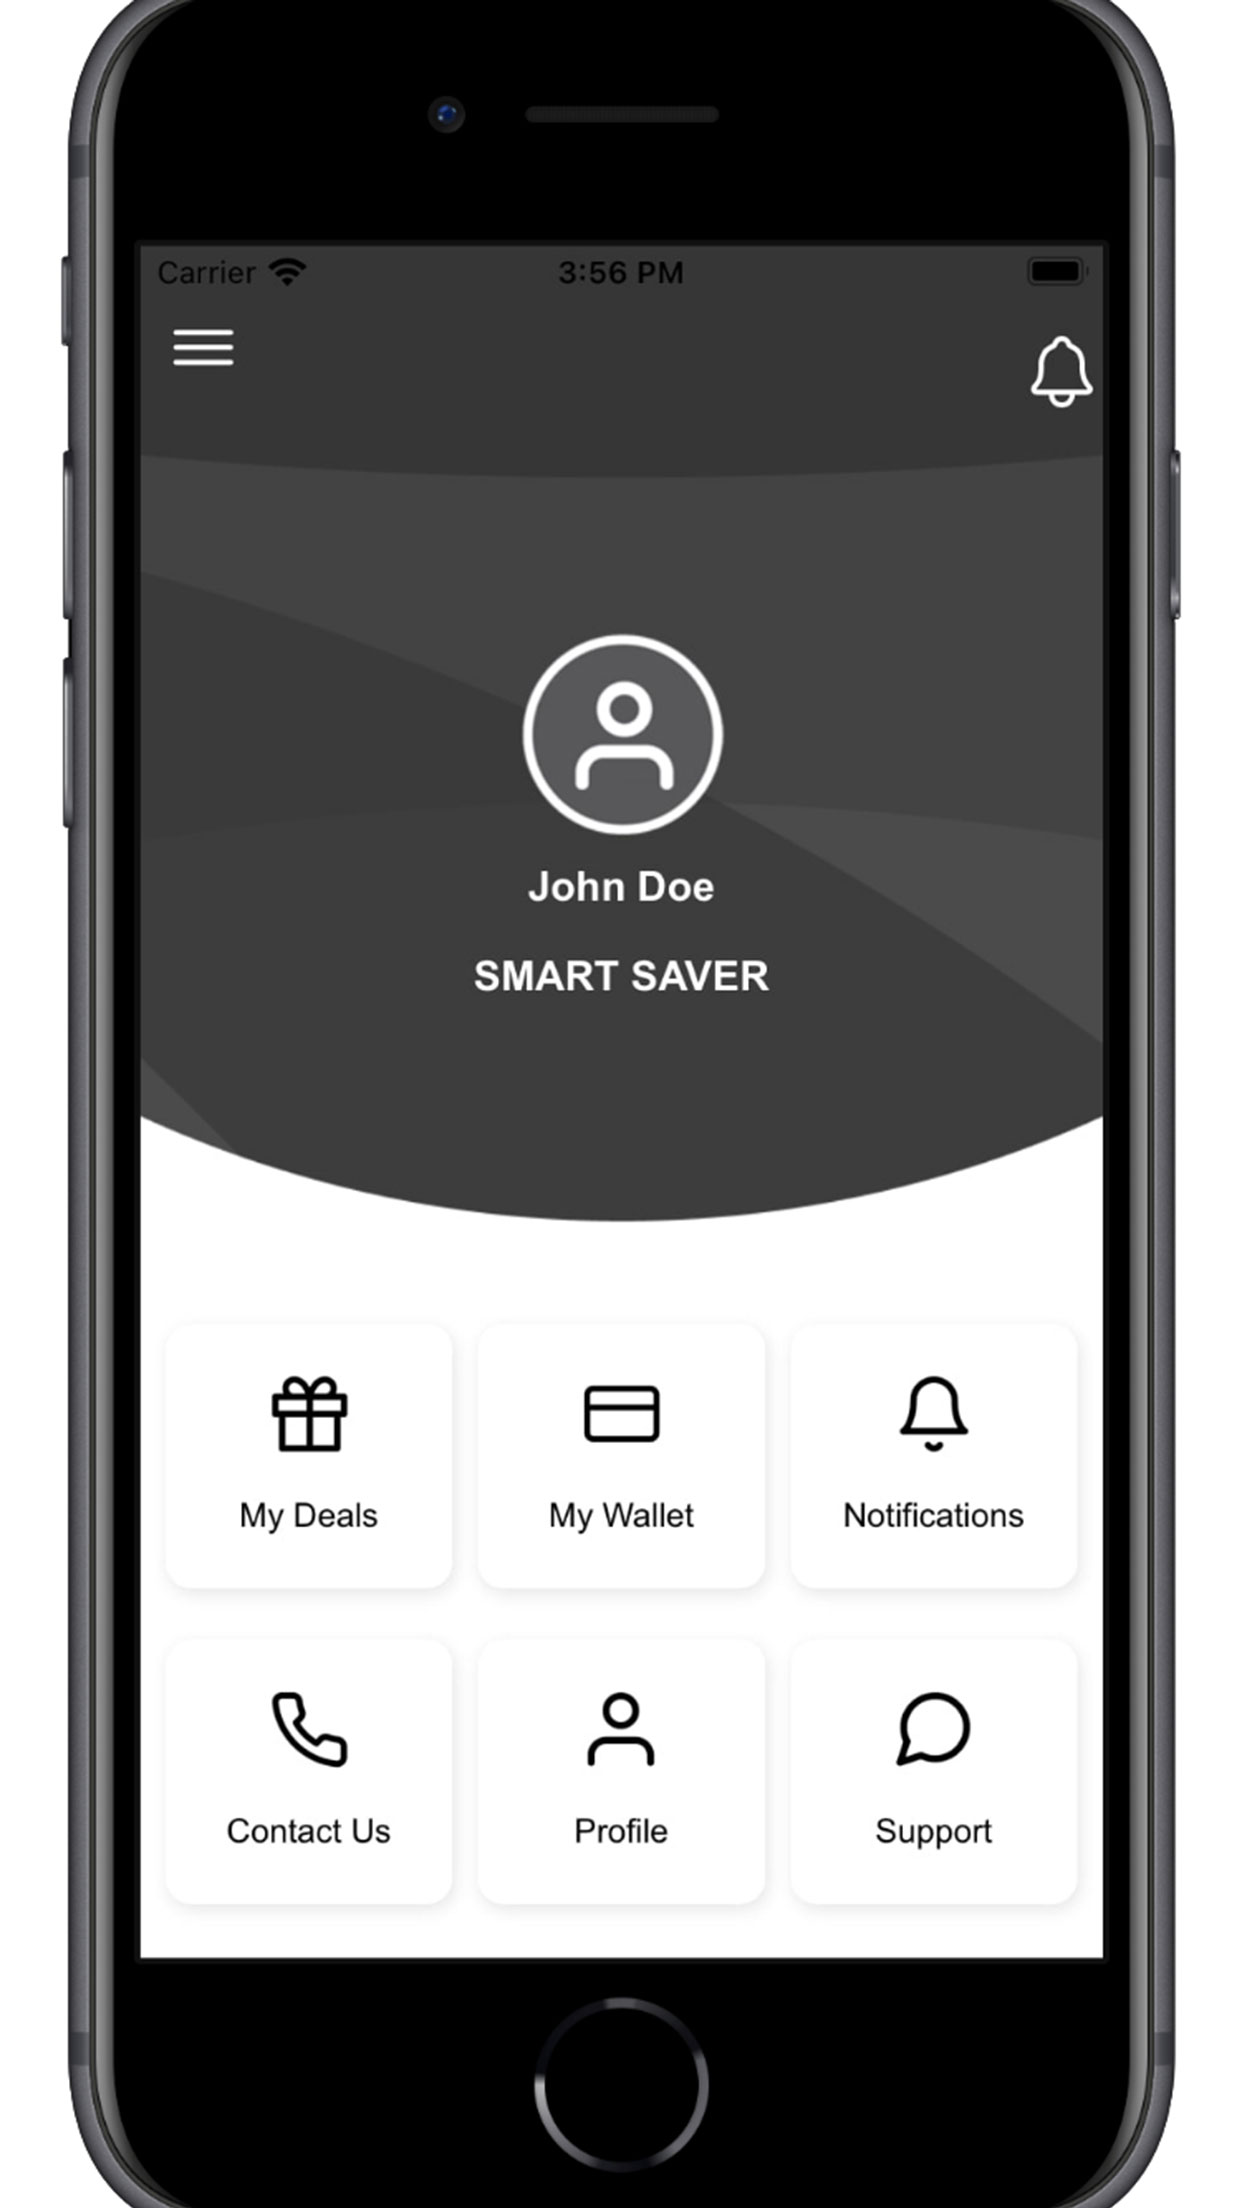 Carrier 3:56 PM
John Doe
SMART SAVER
My Deals My Wallet Notifications
Contact Us Profile Support